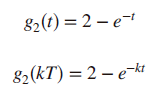 g₂(t) = 2 − e⁻ᵗ
g₂(kT) = 2 − e⁻ᵏᵗ